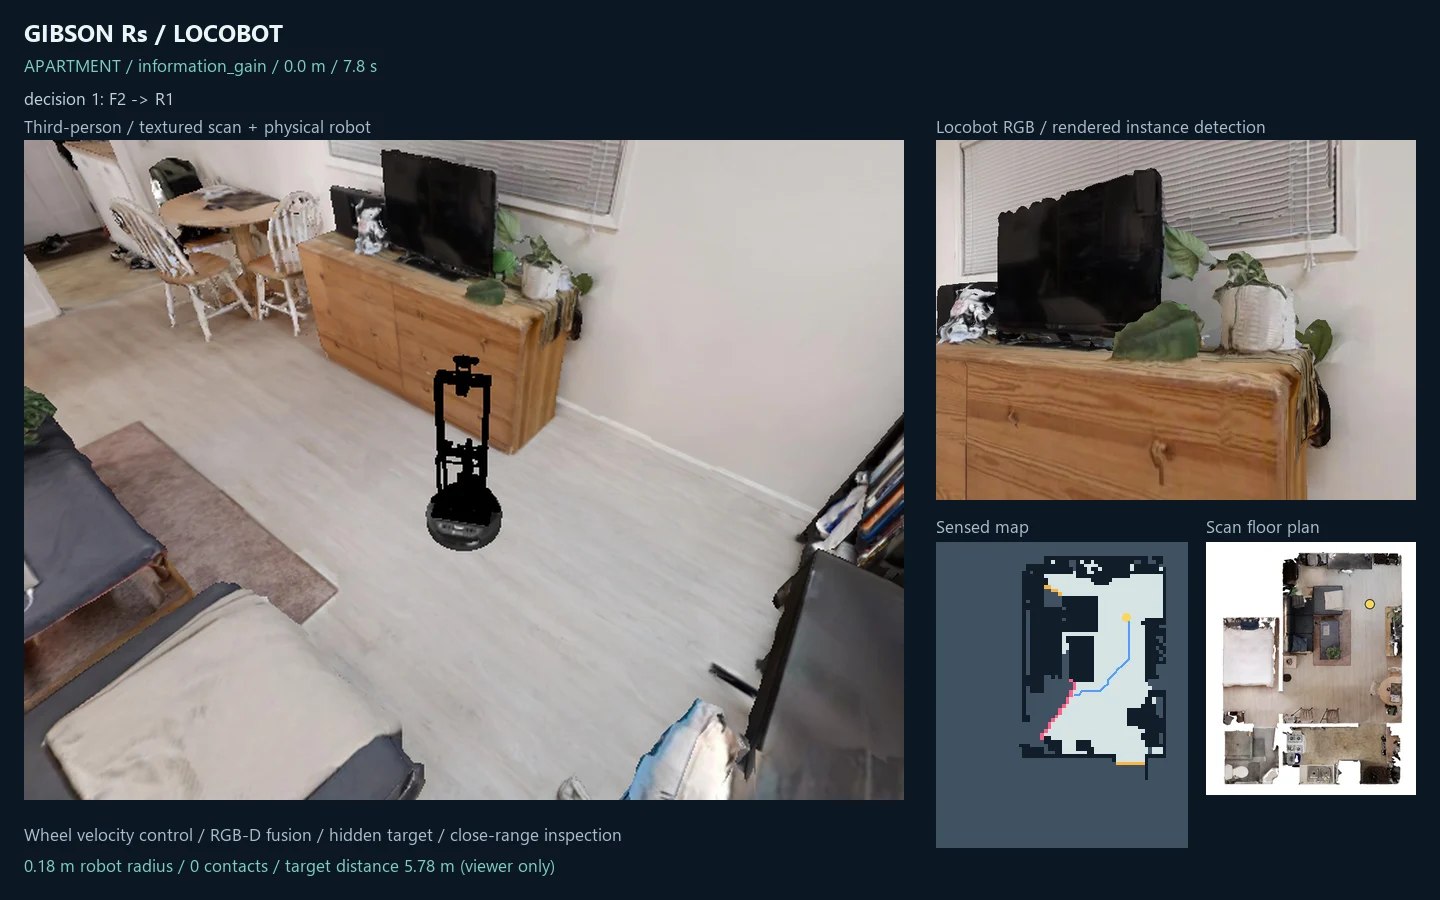 GIBSON Rs / LOCOBOT
APARTMENT / information_gain / 0.0 m / 7.8 s
decision 1: F2 -> R1
Third-person / textured scan + physical robot
Locobot RGB / rendered instance detection
Sensed map
Scan floor plan
Wheel velocity control / RGB-D fusion / hidden target / close-range inspection
0.18 m robot radius / 0 contacts / target distance 5.78 m (viewer only)